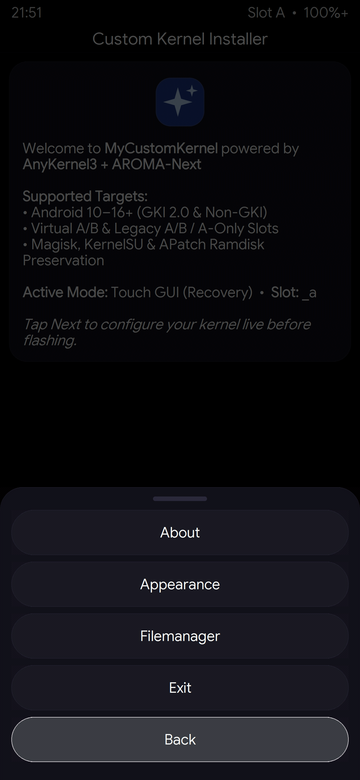 21:51
Slot A • 100%+
Custom Kernel Installer
Welcome to MyCustomKernel powered by
AnyKernel3 + AROMA-Next
Supported Targets:
• Android 10–16+ (GKI 2.0 & Non-GKI)
• Virtual A/B & Legacy A/B / A-Only Slots
• Magisk, KernelSU & APatch Ramdisk
Preservation
Active Mode: Touch GUI (Recovery) • Slot: _a
Tap Next to configure your kernel live before
flashing.
About
Appearance
Filemanager
Exit
Back